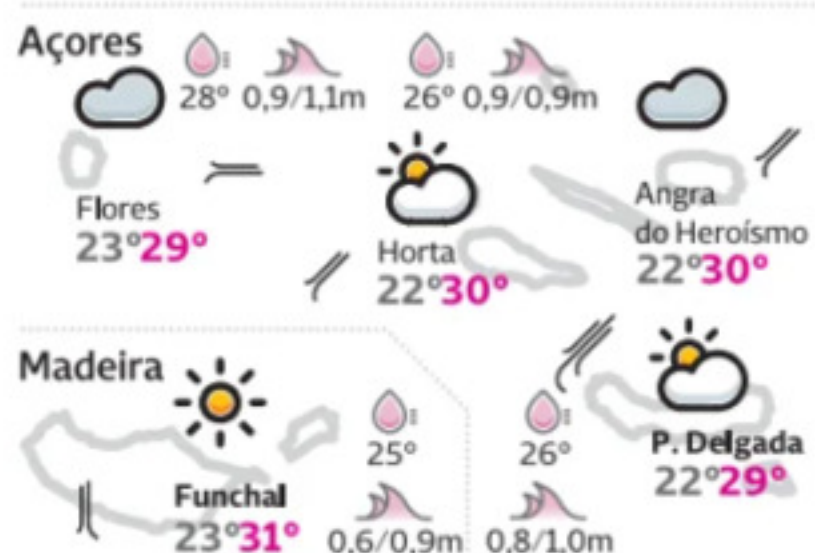 Açores
28° 0,9/1,1m 26° 0,9/0,9m
Flores
23°29°
Horta
22°30°
Angra
do Heroísmo
22°30°
Madeira
25°
0,6/0,9m
Funchal
23°31°
26°
0,8/1,0m
P. Delgada
22°29°